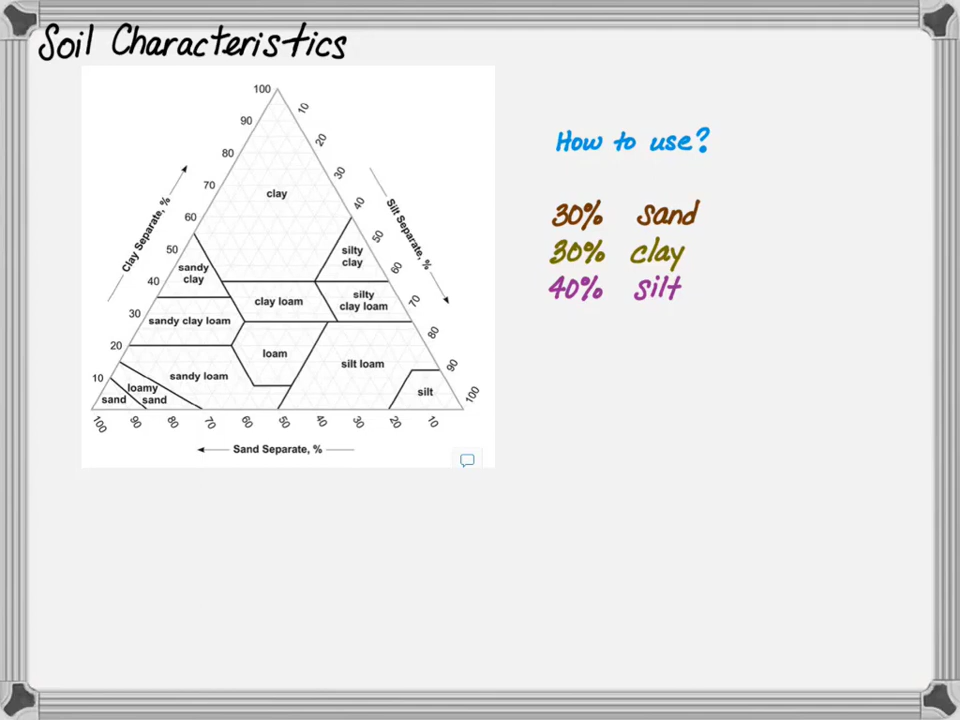 Soil Characteristics
100
90
80
70
60
50
40
30
20
10
10
20
30
40
50
60
70
80
90
100
Clay Separate, %
Silt Separate, %
clay
silty
clay
sandy
clay
clay loam
silty
clay loam
sandy clay loam
loam
silt loam
sandy loam
loamy
sand
sand
silt
100
90
80
70
60
50
40
30
20
10
Sand Separate, %
How to use?
30% sand
30% clay
40% silt